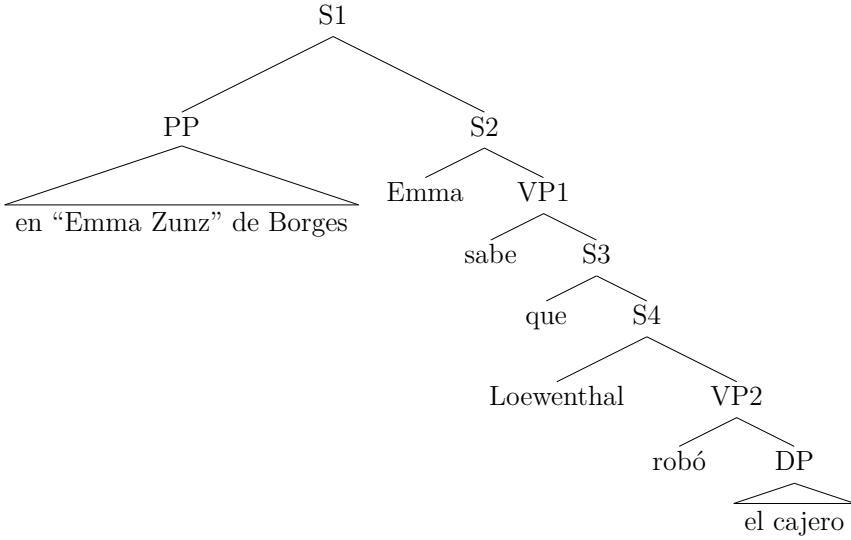 S1
PP S2
Emma VP1
en “Emma Zunz” de Borges
sabe S3
que S4
Loewenthal VP2
robó DP
el cajero